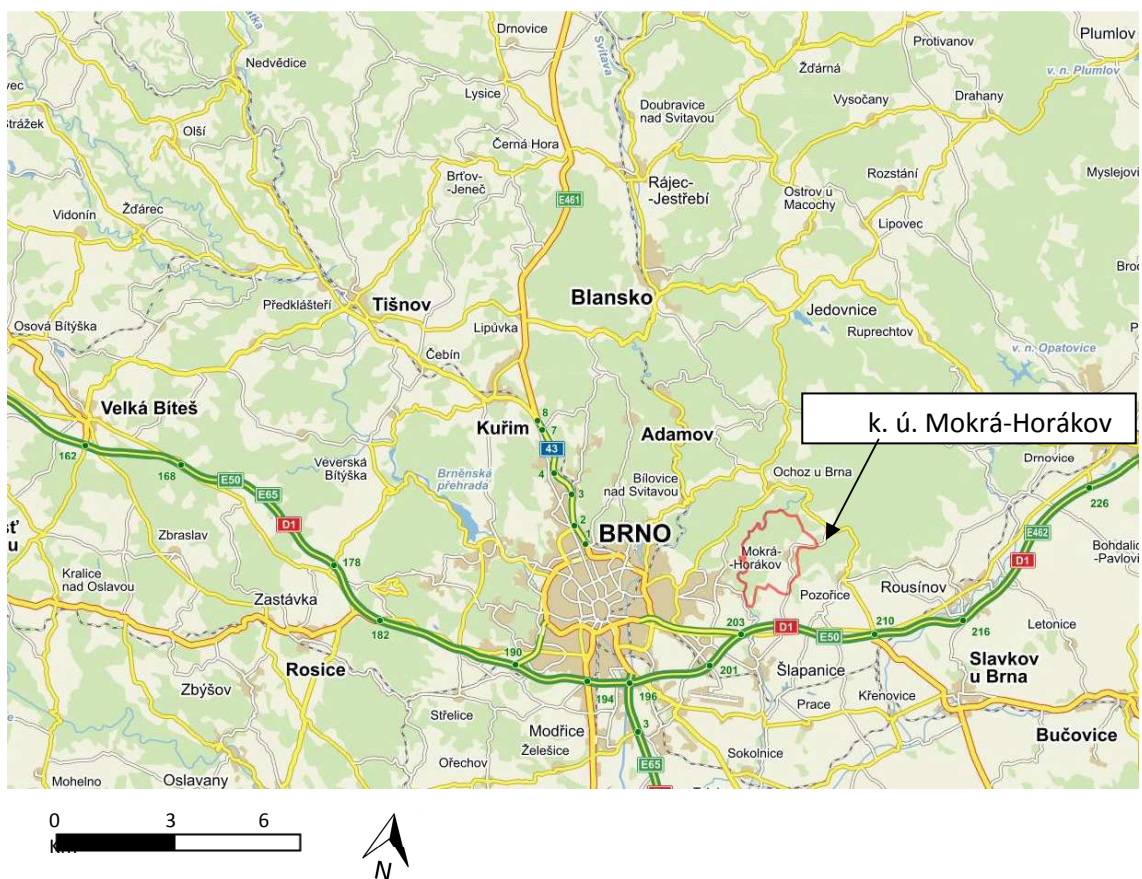 Drnovice
Protivanov
Plumlov
Nedvědice
Svitava
Žďárná
v. n. Plumlov
Lysice
Vysočany
Drahany
Strážek
Olší
Doubravice
nad Svitavou
Černá Hora
Brťov-
-Jeneč
Rájec-
-Jestřebí
Rozstání
Myslejovi
E461
Ostrov u
Macochy
Vidonín
Žďárec
Lipovec
Předklášteří
Tišnov
Blansko
Jedovnice
Lipůvka
Ruprechtov
Osová Bítýška
Čebín
v. n. Opatovice
Velká Bíteš
8
7
k. ú. Mokrá-Horákov
Kuřim
43
Adamov
162
168
E50
E65
D1
Veverská
Bítýška
Brněnská
přehrada
4
3
Bílovice
nad Svitavou
Ochoz u Brna
Drnovice
226
2
1
BRNO
E462
Zbraslav
178
Mokrá-
-Horákov
D1
Bohdalic
-Pavlovi
Kralice
nad Oslavou
Zastávka
Pozořice
Rousínov
182
203
D1
E50
210
216
Letonice
Rosice
190
201
Šlapanice
Slavkov
u Brna
Zbýšov
194
196
Křenovice
Střelice
Modřice
3
Prace
Bučovice
Želešice
Sokolnice
Mohelno
Oslavany
Ořechov
E65
0 3 6
Km
N